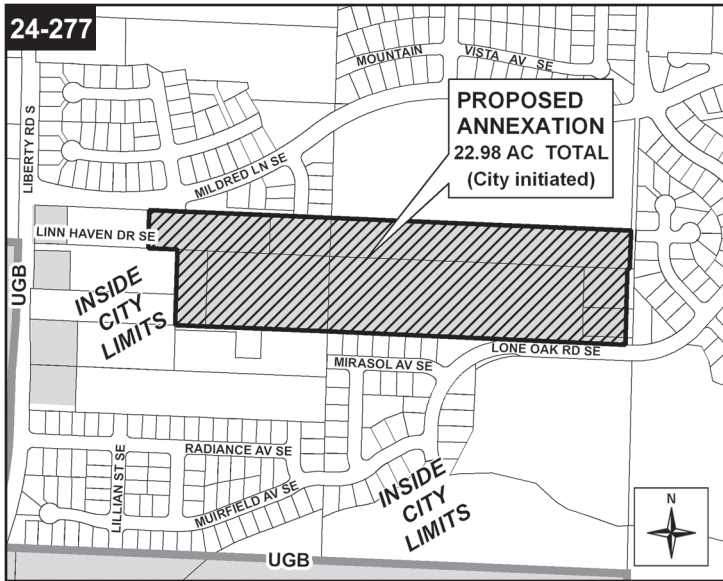 24-277
MOUNTAIN VISTA AV SE
LIBERTY RD S
PROPOSED
ANNEXATION
22.98 AC TOTAL
(City initiated)
MILDRED LN SE
LINN HAVEN DR SE
UGB
INSIDE
CITY
LIMITS
LONE OAK RD SE
MIRASOL AV SE
RADIANCE AV SE
LILLIAN ST SE
MUIRFIELD AV SE
INSIDE
CITY
LIMITS
N
UGB